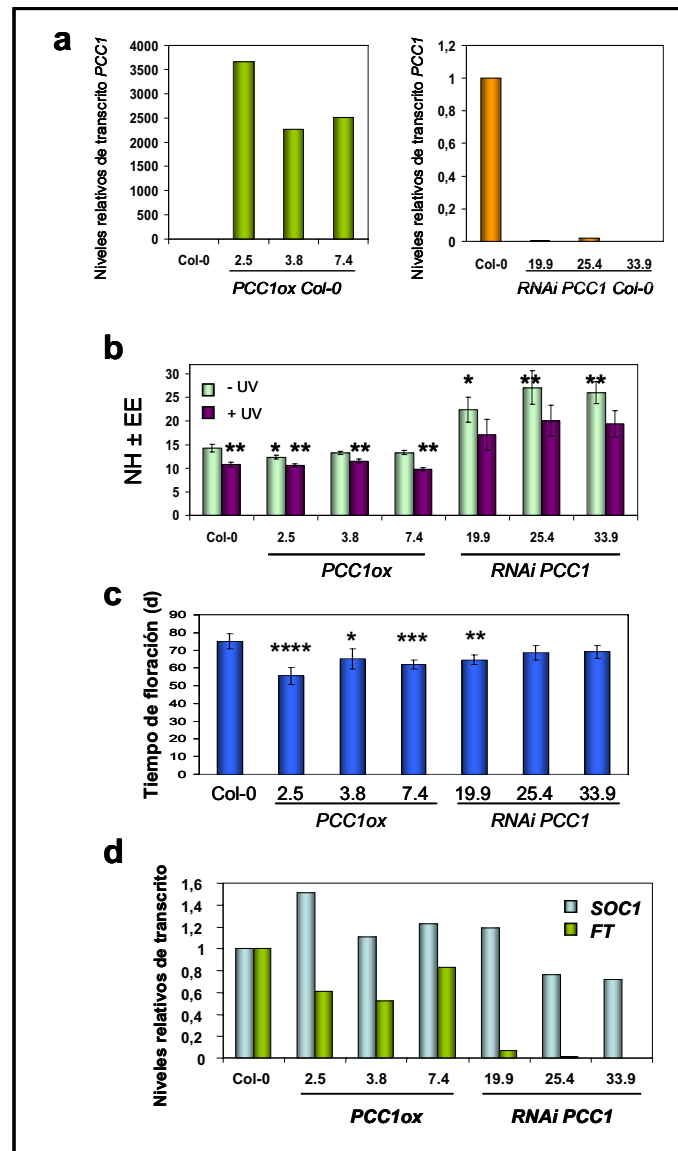 a
Niveles relativos de transcrito PCC1
4000
3500
3000
2500
2000
1500
1000
500
0
Col-0 2.5 3.8 7.4
PCC1ox Col-0
Niveles relativos de transcrito PCC1
1,2
1
0,8
0,6
0,4
0,2
0
Col-0 19.9 25.4 33.9
RNAi PCC1 Col-0
b
NH ± EE
30
25
20
15
10
5
0
- UV
+ UV
** * ** ** ** * ** **
Col-0 2.5 3.8 7.4 19.9 25.4 33.9
PCC1ox RNAi PCC1
c
Tiempo de floración (d)
90
80
70
60
50
40
30
20
10
0
**** * *** **
Col-0 2.5 3.8 7.4 19.9 25.4 33.9
PCC1ox RNAi PCC1
d
Niveles relativos de transcrito
1,6
1,4
1,2
1
0,8
0,6
0,4
0,2
0
SOC1
FT
Col-0 2.5 3.8 7.4 19.9 25.4 33.9
PCC1ox RNAi PCC1